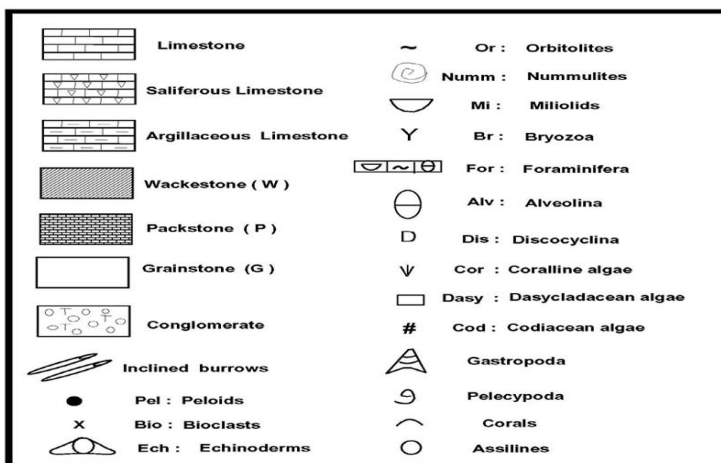 Limestone
Saliferous Limestone
Argillaceous Limestone
Wackestone ( W )
Packstone ( P )
Grainstone (G )
Conglomerate
Inclined burrows
Pel : Peloids
x Bio : Bioclasts
Ech : Echinoderms
~ Or : Orbitolites
Numm : Nummulites
Mi : Miliolids
Y Br : Bryozoa
~ For : Foraminifera
Alv : Alveolina
D Dis : Discocyclina
Cor : Coralline algae
Dasy : Dasycladacean algae
# Cod : Codiacean algae
Gastropoda
Pelecypoda
Corals
Assilines